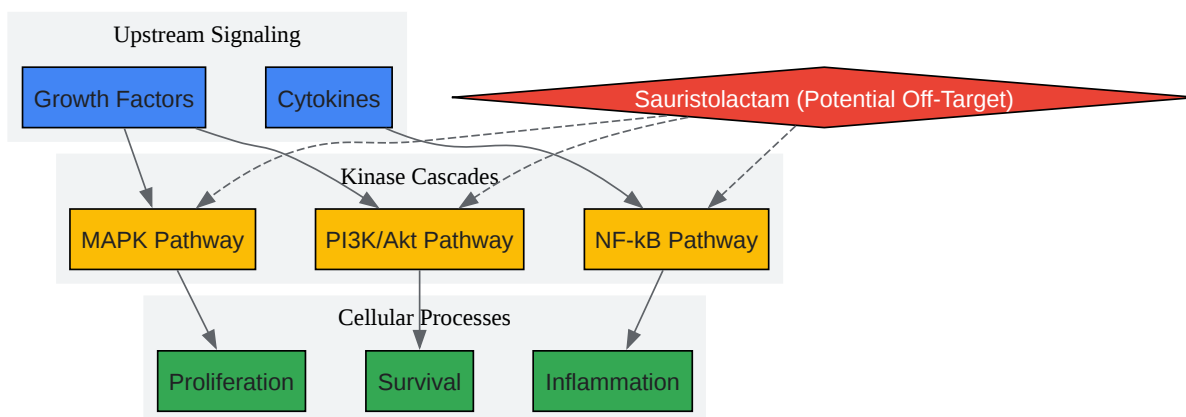 Upstream Signaling
Growth Factors
Cytokines
Sauristolactam (Potential Off-Target)
Kinase Cascades
MAPK Pathway
PI3K/Akt Pathway
NF-kB Pathway
Cellular Processes
Proliferation
Survival
Inflammation